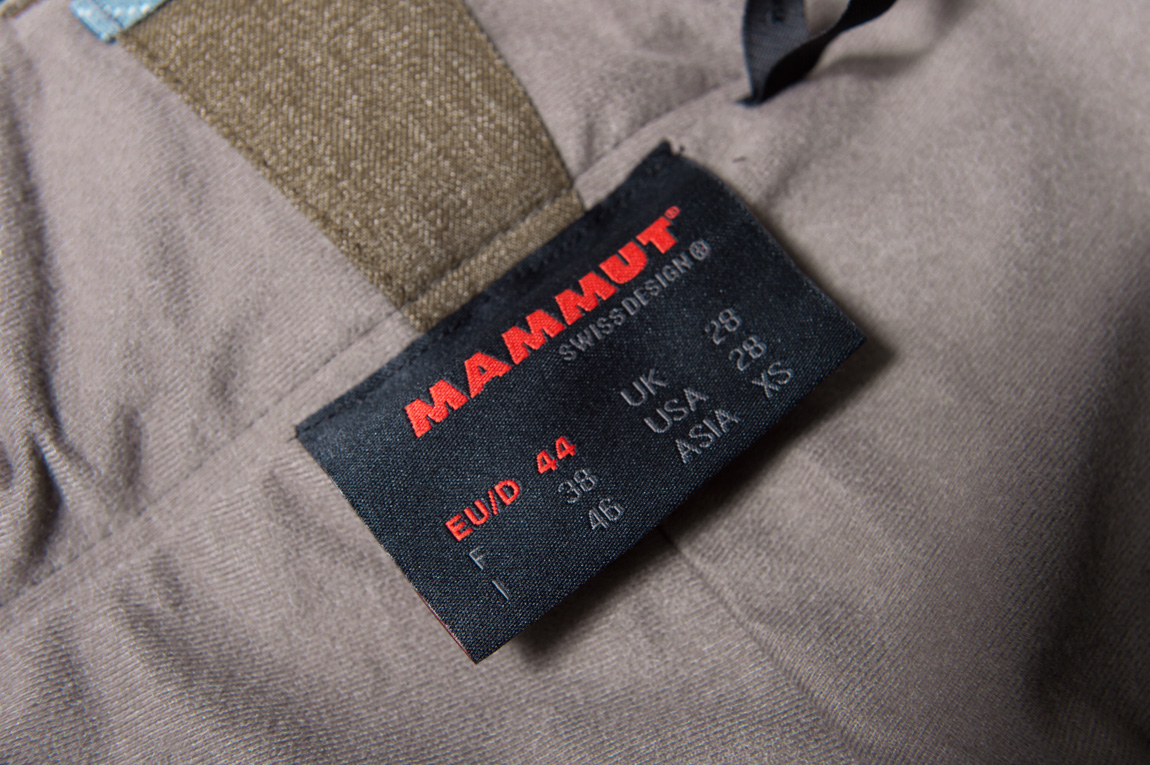 MAMMUT®
SWISS DESIGN ®
EU/D 44 UK 28
F 38 USA 28
I 46 ASIA XS